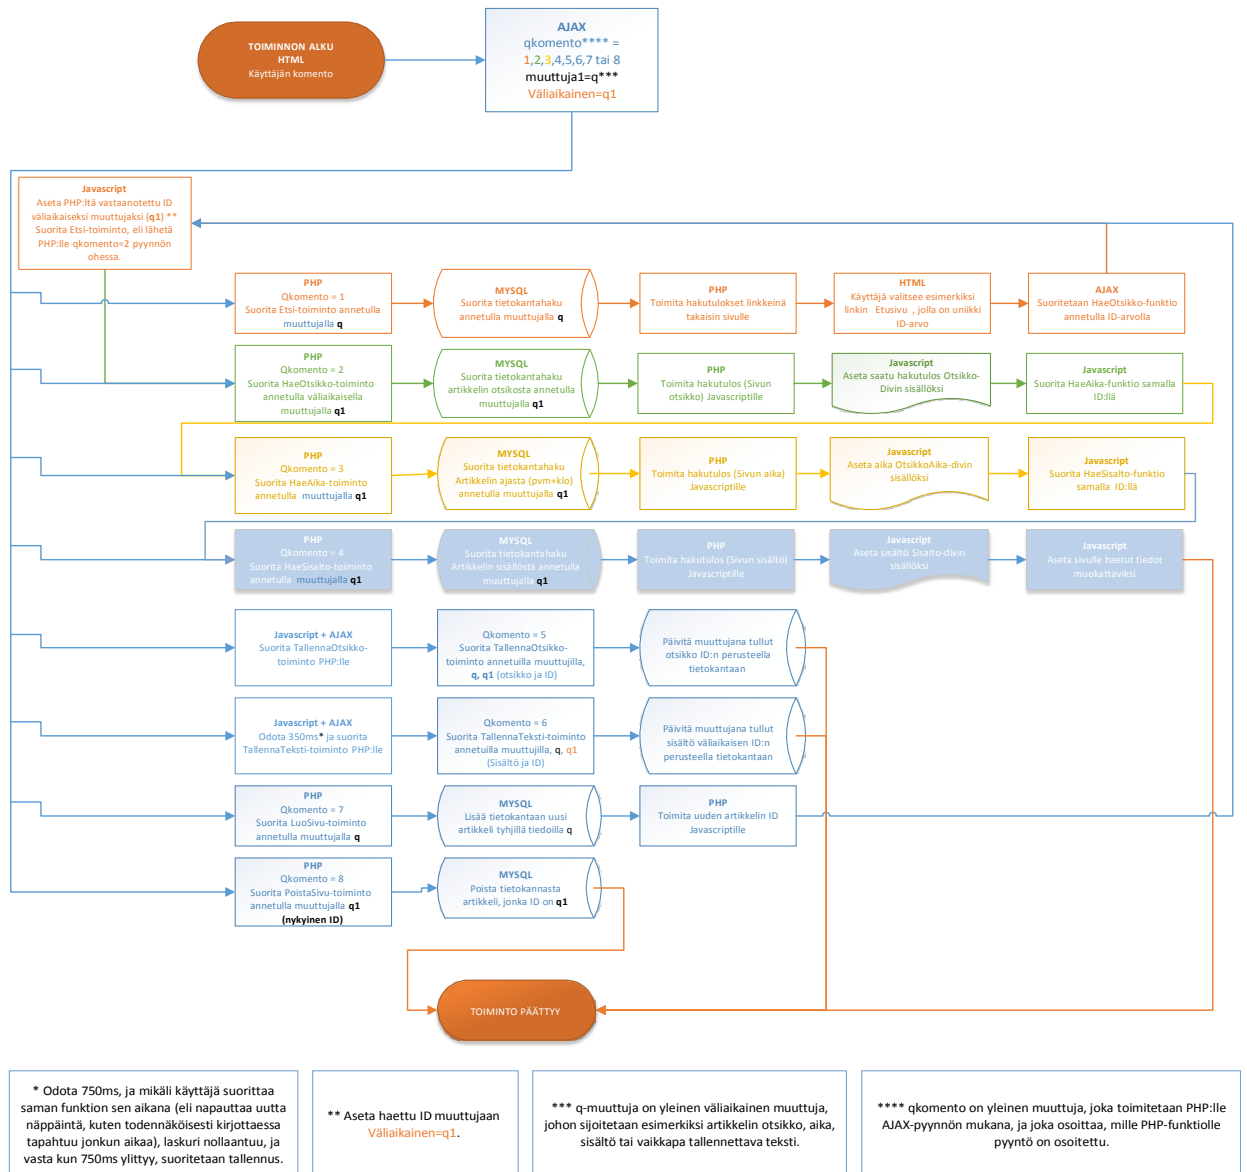 TOIMINNON ALKU
HTML
Käyttäjän komento
AJAX
qkomento**** =
1,2,3,4,5,6,7 tai 8
muuttuja1=q***
Väliaikainen=q1
Javascript
Aseta PHP:ltä vastaanotettu ID
väliaikaiseksi muuttujaksi (q1) **
Suorita Etsi-toiminto, eli lähetä
PHP:lle qkomento=2 pyynnön
ohessa.
PHP
Qkomento = 1
Suorita Etsi-toiminto annetulla
muuttujalla q
MYSQL
Suorita tietokantahaku
annetulla muuttujalla q
PHP
Toimita hakutulokset linkkeinä
takaisin sivulle
HTML
Käyttäjä valitsee esimerkiksi
linkin Etusivu , jolla on uniikki
ID-arvo
AJAX
Suoritetaan HaeOtsikko-funktio
annetulla ID-arvolla
PHP
Qkomento = 2
Suorita HaeOtsikko-toiminto
annetulla väliaikaisella
muuttujalla q1
MYSQL
Suorita tietokantahaku
artikkelin otsikosta annetulla
muuttujalla q1
PHP
Toimita hakutulos (Sivun
otsikko) Javascriptille
Javascript
Aseta saatu hakutulos Otsikko-
Divin sisällöksi
Javascript
Suorita HaeAika-funktio samalla
ID:llä
PHP
Qkomento = 3
Suorita HaeAika-toiminto
annetulla muuttujalla q1
MYSQL
Suorita tietokantahaku
Artikkelin ajasta (pvm+klo)
annetulla muuttujalla q1
PHP
Toimita hakutulos (Sivun aika)
Javascriptille
Javascript
Aseta aika OtsikkoAika-divin
sisällöksi
Javascript
Suorita HaeSisalto-funktio
samalla ID:llä
PHP
Qkomento = 4
Suorita HaeSisalto-toiminto
annetulla muuttujalla q1
MYSQL
Suorita tietokantahaku
Artikkelin sisällöstä annetulla
muuttujalla q1
PHP
Toimita hakutulos (Sivun sisältö)
Javascriptille
Javascript
Aseta sisältö Sisalto-divin
sisällöksi
Javascript
Aseta sivulle haetut tiedot
muokattaviksi
Javascript + AJAX
Suorita TallennaOtsikko-
toiminto PHP:lle
Qkomento = 5
Suorita TallennaOtsikko-
toiminto annetuilla muuttujilla,
q, q1 (otsikko ja ID)
Päivitä muuttujana tullut
otsikko ID:n perusteella
tietokantaan
Javascript + AJAX
Odota 350ms* ja suorita
TallennaTeksti-toiminto PHP:lle
Qkomento = 6
Suorita TallennaTeksti-toiminto
annetuilla muuttujilla, q, q1
(Sisältö ja ID)
Päivitä muuttujana tullut
sisältö väliaikaisen ID:n
perusteella tietokantaan
PHP
Qkomento = 7
Suorita LuoSivu-toiminto
annetulla muuttujalla q
MYSQL
Lisää tietokantaan uusi
artikkeli tyhjillä tiedoilla q
PHP
Toimita uuden artikkelin ID
Javascriptille
PHP
Qkomento = 8
Suorita PoistaSivu-toiminto
annetulla muuttujalla q1
(nykyinen ID)
MYSQL
Poista tietokannasta
artikkeli, jonka ID on q1
TOIMINTO PÄÄTTYY
* Odota 750ms, ja mikäli käyttäjä suorittaa
saman funktion sen aikana (eli napauttaa uutta
näppäintä, kuten todennäköisesti kirjottaessa
tapahtuu jonkun aikaa), laskuri nollaantuu, ja
vasta kun 750ms ylittyy, suoritetaan tallennus.
** Aseta haettu ID muuttujaan
Väliaikainen=q1.
*** q-muuttuja on yleinen väliaikainen muuttuja,
johon sijoitetaan esimerkiksi artikkelin otsikko, aika,
sisältö tai vaikkapa tallennettava teksti.
**** qkomento on yleinen muuttuja, joka toimitetaan PHP:lle
AJAX-pyynnön mukana, ja joka osoittaa, mille PHP-funktiolle
pyyntö on osoitettu.